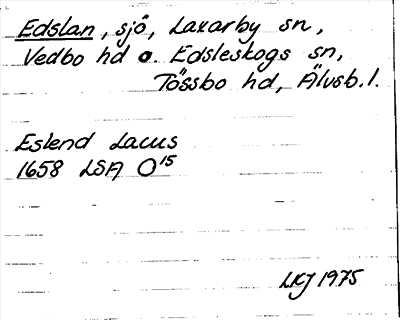 Edslan, sjö, Laxarby sn,
Vedbo hd o. Edsleskogs sn,
Tössbo hd, Älvsb. l.
Eslend Lacus
1658 LSA O¹⁵
LKJ 1975